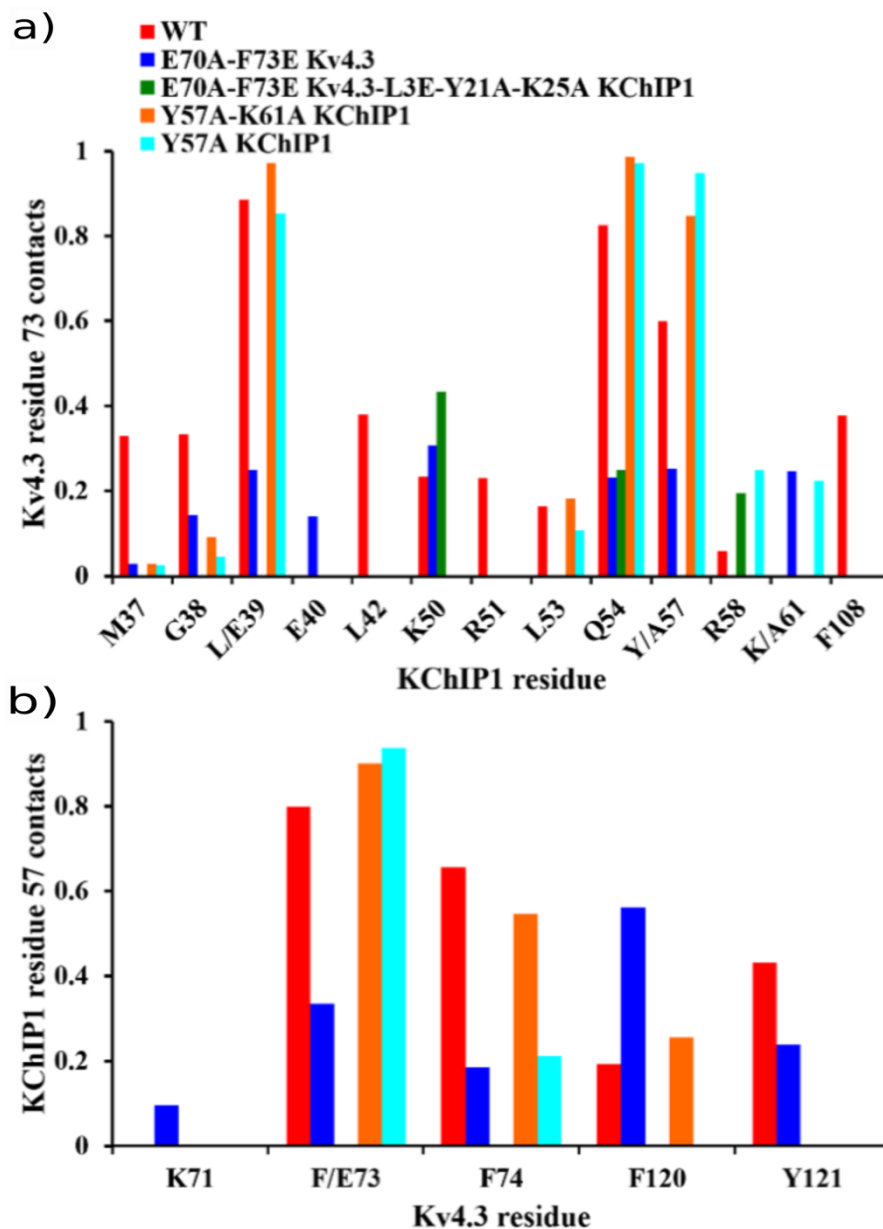 a)
WT
E70A-F73E Kv4.3
E70A-F73E Kv4.3-L3E-Y21A-K25A KChIP1
Y57A-K61A KChIP1
Y57A KChIP1
Kv4.3 residue 73 contacts
1
0.8
0.6
0.4
0.2
0
M37 G38 L/E39 E40 L42 K50 R51 L53 Q54 Y/A57 R58 K/A61 F108
KChIP1 residue
b)
KChIP1 residue 57 contacts
1
0.8
0.6
0.4
0.2
0
K71 F/E73 F74 F120 Y121
Kv4.3 residue